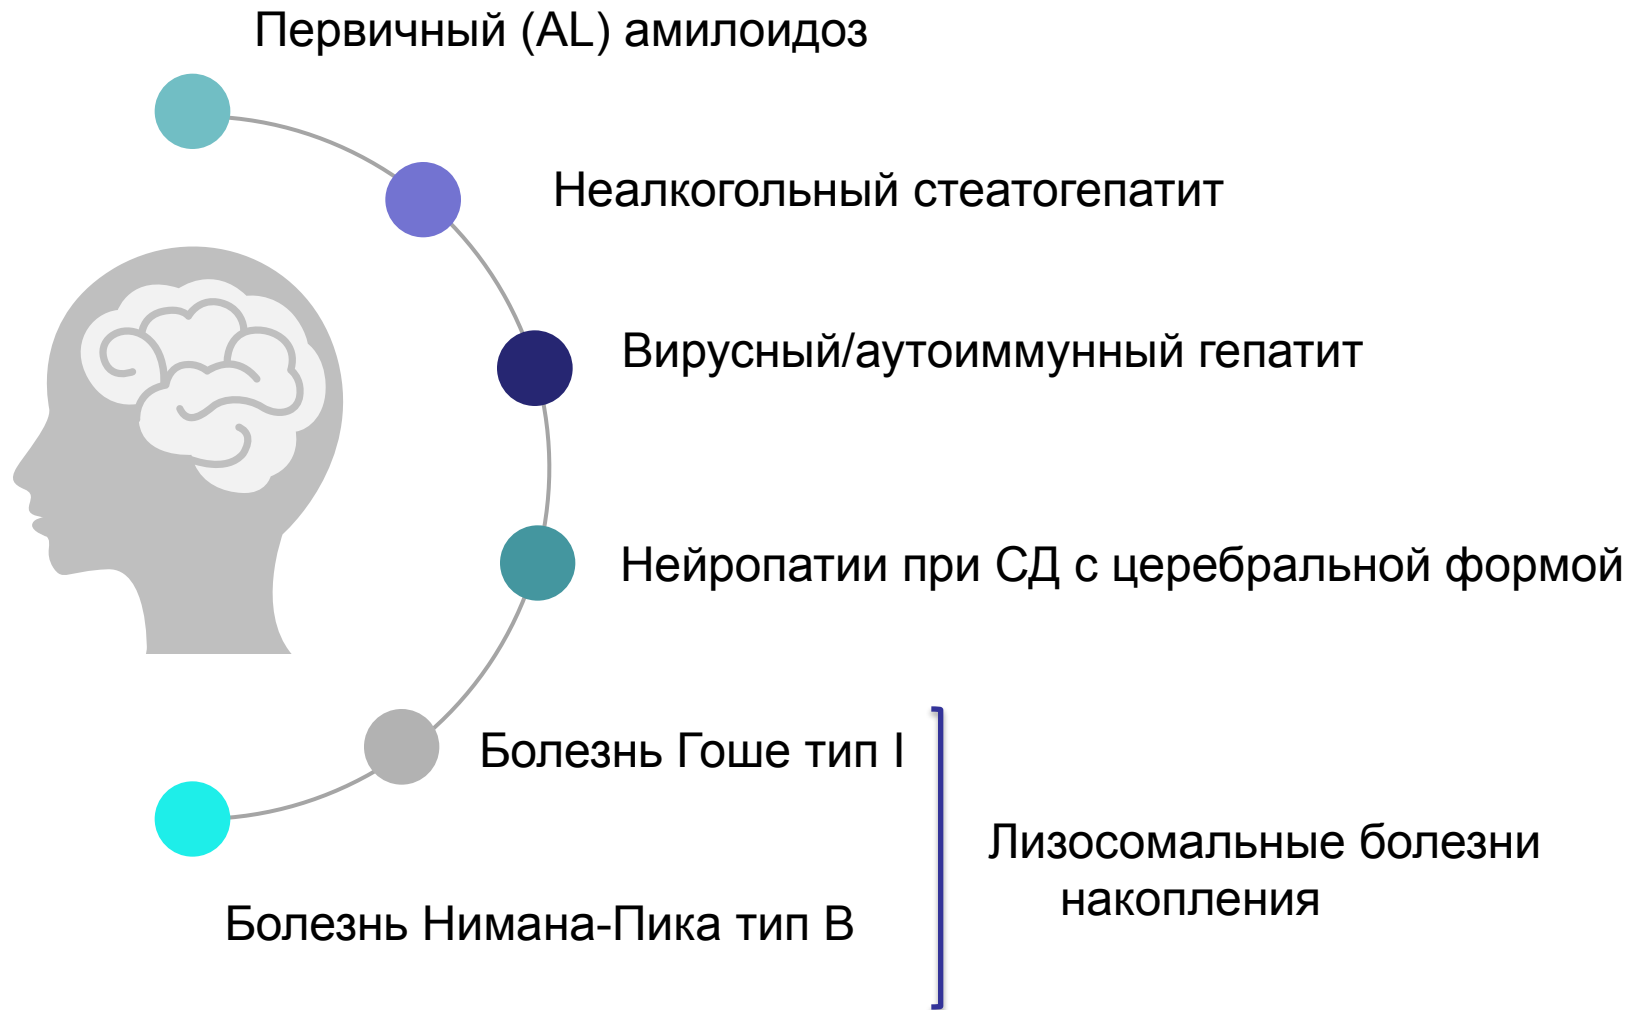 Первичный (AL) амилоидоз
Неалкогольный стеатогепатит
Вирусный/аутоиммунный гепатит
Нейропатии при СД с церебральной формой
Болезнь Гоше тип I
Лизосомальные болезни
накопления
Болезнь Нимана-Пика тип В